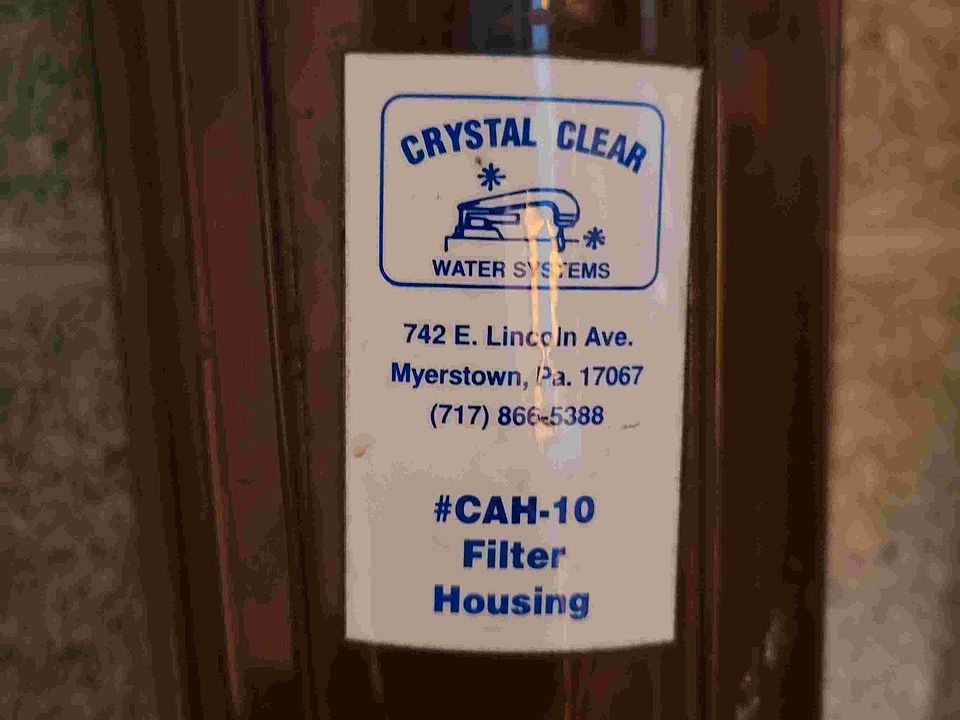 CRYSTAL CLEAR
WATER SYSTEMS
742 E. Lincoln Ave.
Myerstown, Pa. 17067
(717) 866-5388
#CAH-10
Filter
Housing